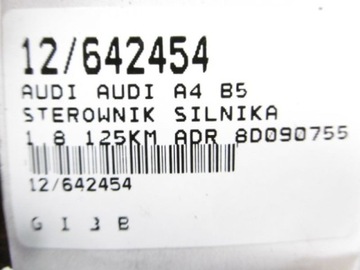 12/642454
AUDI AUDI A4 B5
STEROWNIK SILNIKA
1 8 125KM ADR 8D090755
12/642454
G I 3 B